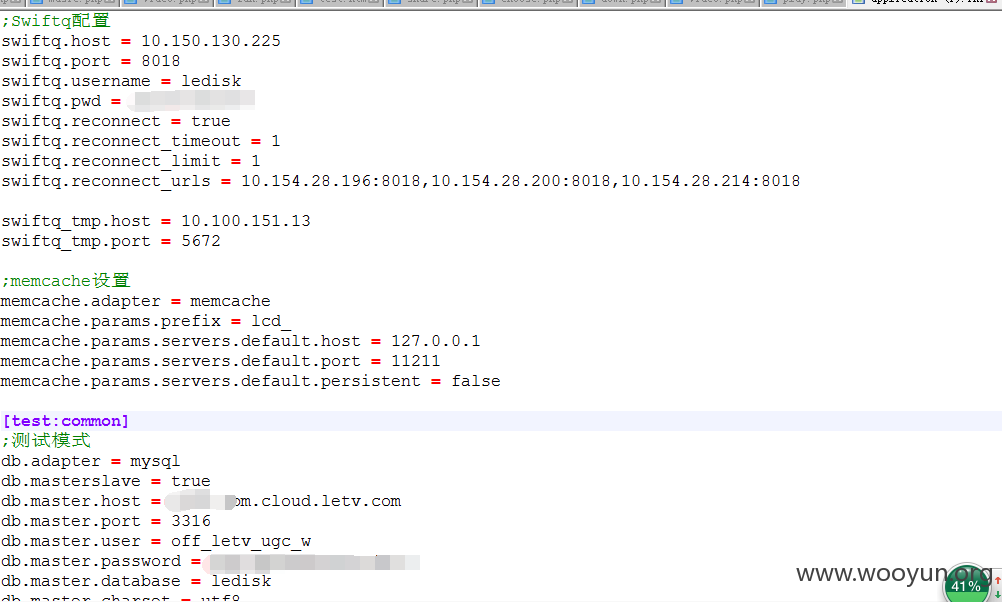 ;Swiftq配置
swiftq.host = 10.150.130.225
swiftq.port = 8018
swiftq.username = ledisk
swiftq.pwd =
swiftq.reconnect = true
swiftq.reconnect_timeout = 1
swiftq.reconnect_limit = 1
swiftq.reconnect_urls = 10.154.28.196:8018,10.154.28.200:8018,10.154.28.214:8018
swiftq_tmp.host = 10.100.151.13
swiftq_tmp.port = 5672
;memcache设置
memcache.adapter = memcache
memcache.params.prefix = lcd_
memcache.params.servers.default.host = 127.0.0.1
memcache.params.servers.default.port = 11211
memcache.params.servers.default.persistent = false
[test:common]
;测试模式
db.adapter = mysql
db.masterslave = true
db.master.host = om.cloud.letv.com
db.master.port = 3316
db.master.user = off_letv_ugc_w
db.master.password =
db.master.database = ledisk
db.master.charset = utf8
www.wooyun.org
41%